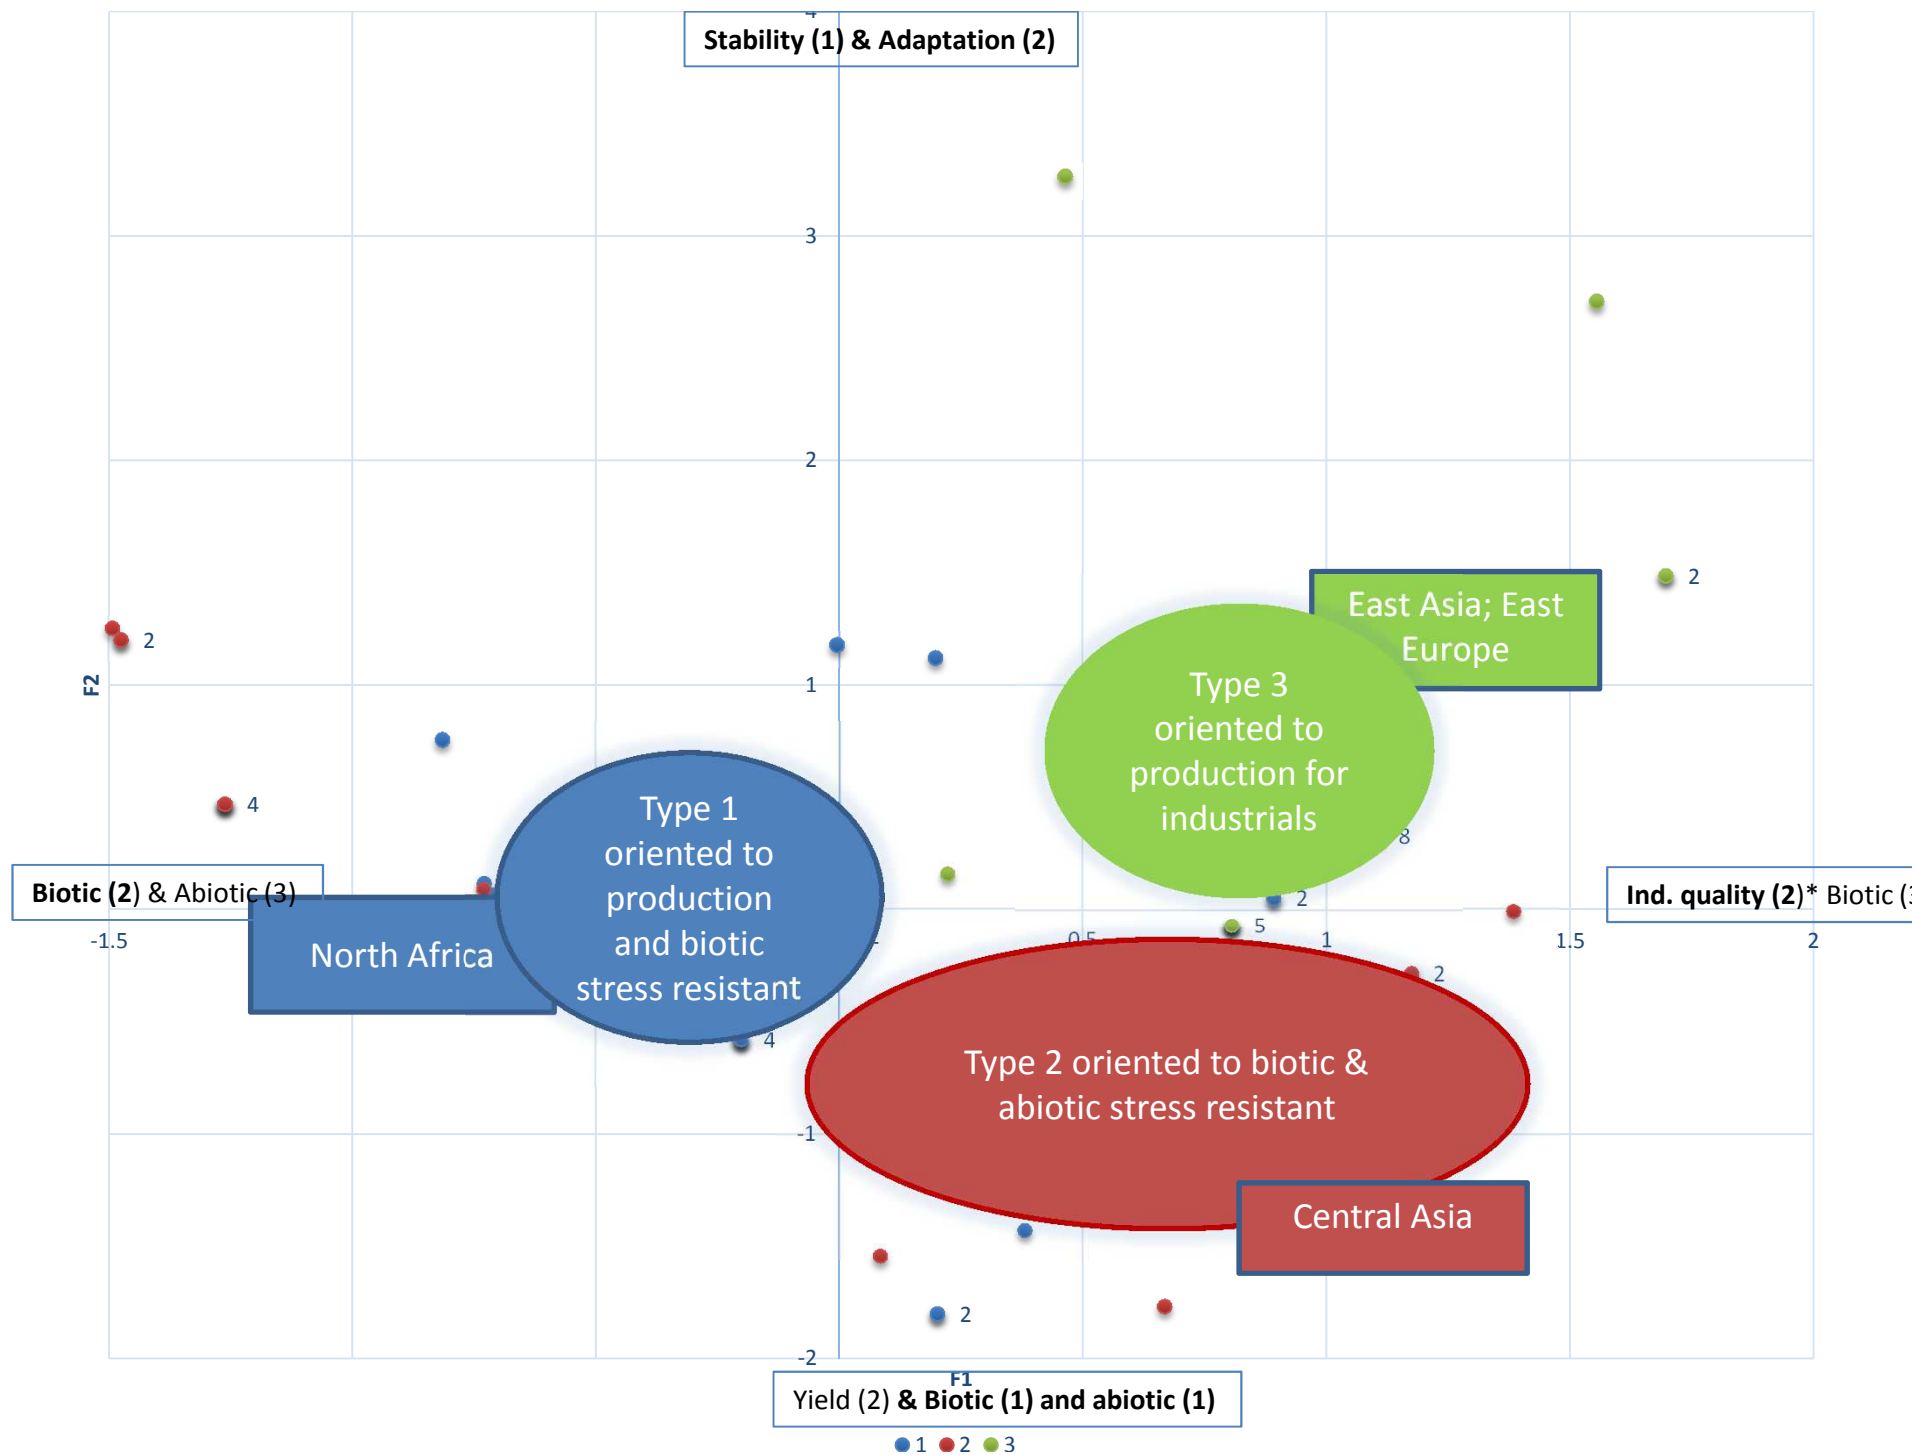 4
Stability (1) & Adaptation (2)
3
2
East Asia; East
Europe
2
2
F2
1
Type 3
oriented to
production for
industrials
4
Type 1
oriented to
production
and biotic
stress resistant
8
Biotic (2) & Abiotic (3)
2
Ind. quality (2)* Biotic (3
5
-1.5
0.5
1
1.5
2
North Africa
2
4
Type 2 oriented to biotic &
abiotic stress resistant
-1
Central Asia
2
-2
F1
Yield (2) & Biotic (1) and abiotic (1)
1 2 3